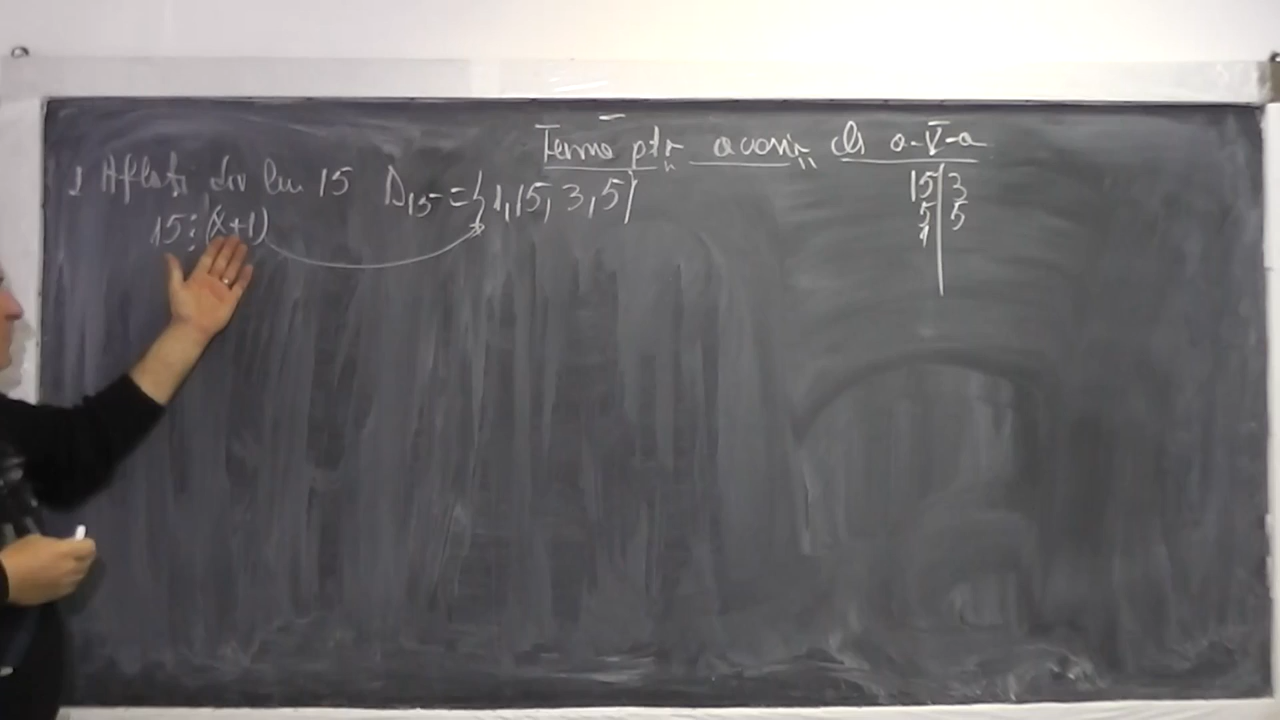 Temă ptr "acasă" cls a-V-a
1 Aflați div lui 15 D15 = {1, 15, 3, 5}
15⋮(x+1)
15|3
5|5
1|